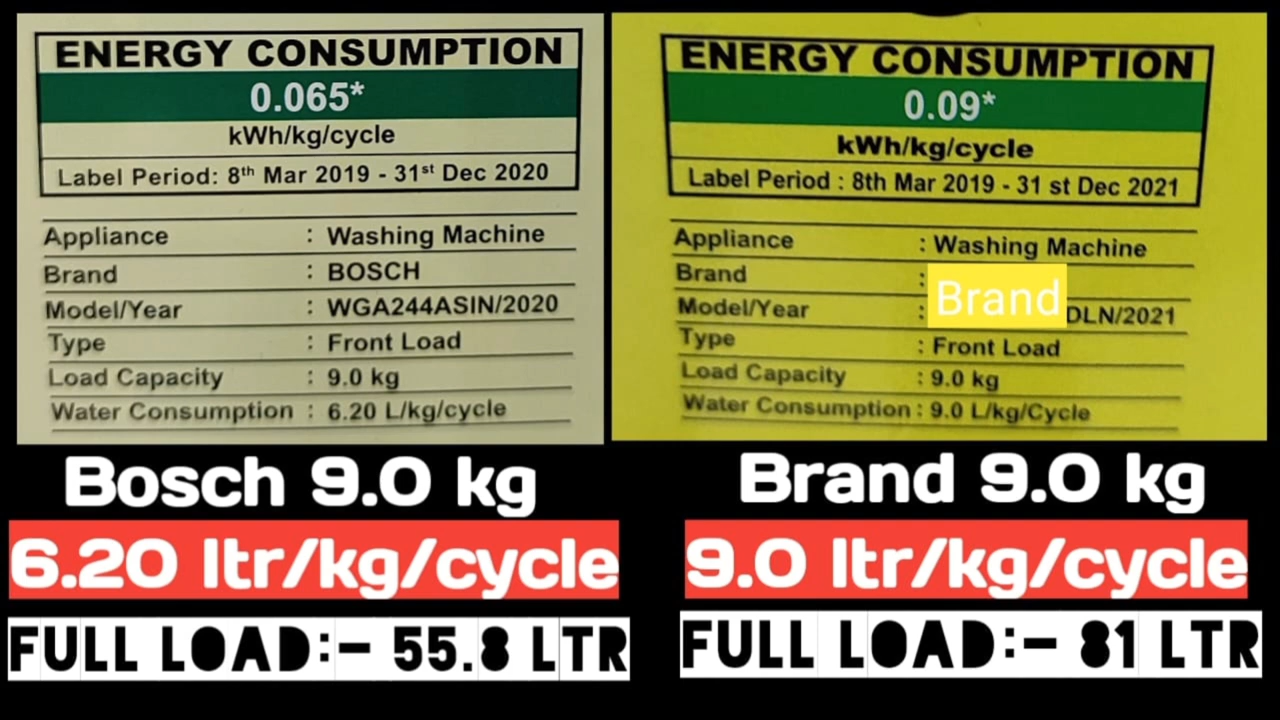 ENERGY CONSUMPTION
0.065*
kWh/kg/cycle
Label Period: 8th Mar 2019 - 31st Dec 2020
Appliance : Washing Machine
Brand : BOSCH
Model/Year : WGA244ASIN/2020
Type : Front Load
Load Capacity : 9.0 kg
Water Consumption : 6.20 L/kg/cycle
Bosch 9.0 kg
6.20 ltr/kg/cycle
FULL LOAD:- 55.8 LTR
ENERGY CONSUMPTION
0.09*
kWh/kg/cycle
Label Period : 8th Mar 2019 - 31 st Dec 2021
Appliance : Washing Machine
Brand : Brand
Model/Year : DLN/2021
Type : Front Load
Load Capacity : 9.0 kg
Water Consumption : 9.0 L/kg/Cycle
Brand 9.0 kg
9.0 ltr/kg/cycle
FULL LOAD:- 81 LTR